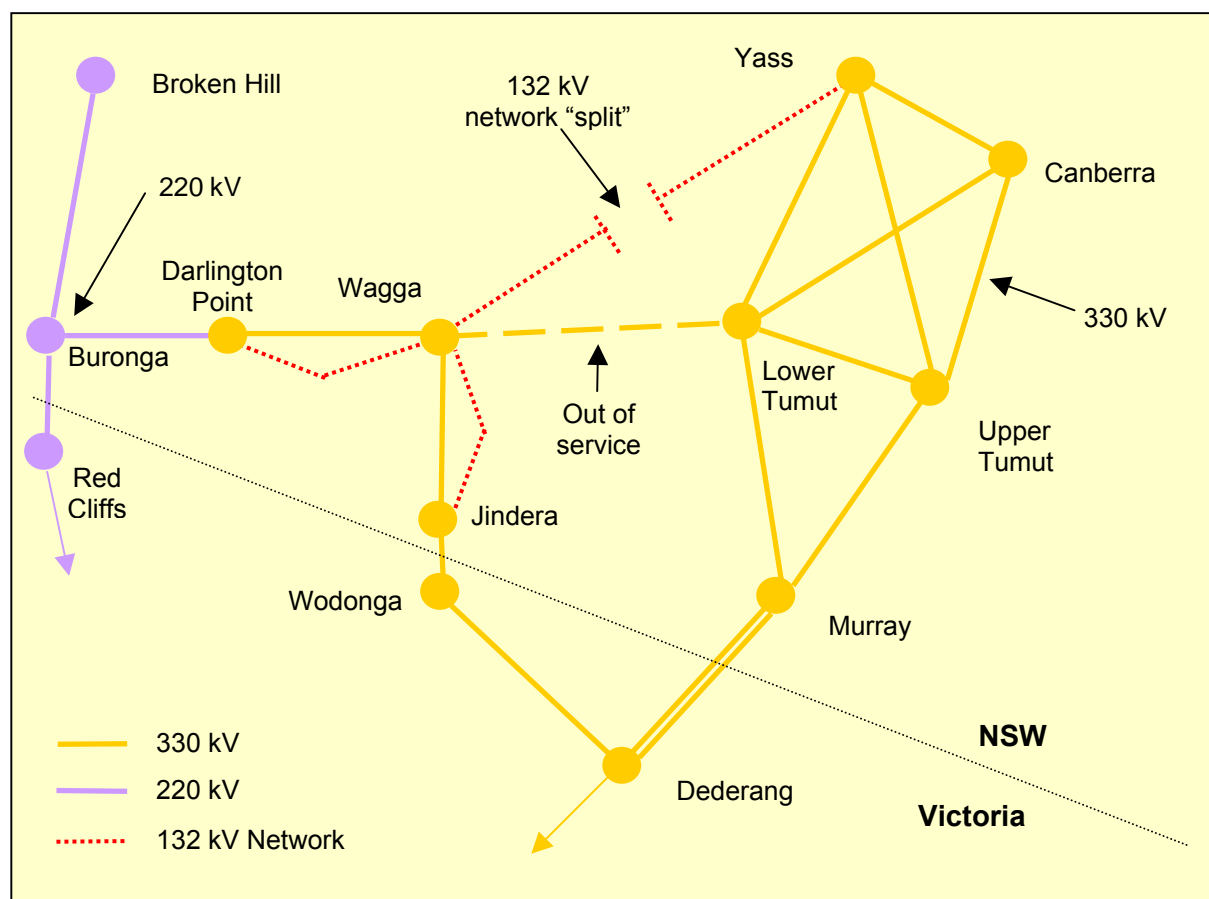 Yass
Broken Hill
132 kV
network “split”
Canberra
220 kV
Darlington
Point
Wagga
330 kV
Buronga
Lower
Tumut
Out of
service
Upper
Tumut
Red
Cliffs
Jindera
Wodonga
Murray
330 kV
NSW
220 kV
Dederang
Victoria
132 kV Network